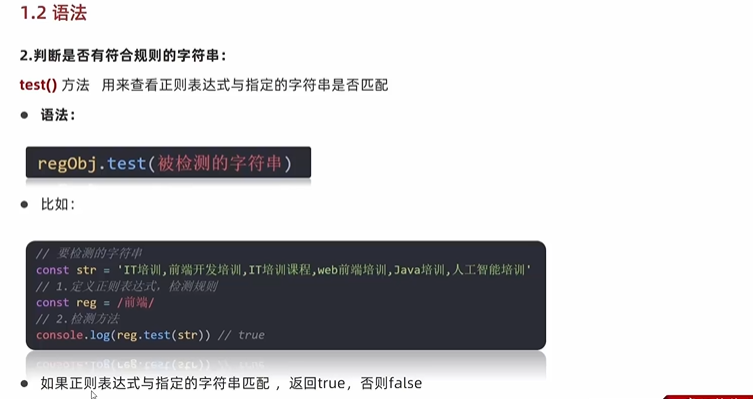 1.2 语法
2.判断是否有符合规则的字符串：
test() 方法 用来查看正则表达式与指定的字符串是否匹配
● 语法：
regObj.test(被检测的字符串)
● 比如：
// 要检测的字符串
const str = 'IT培训,前端开发培训,IT培训课程,web前端培训,Java培训,人工智能培训'
// 1.定义正则表达式，检测规则
const reg = /前端/
// 2.检测方法
console.log(reg.test(str)) // true
● 如果正则表达式与指定的字符串匹配 ，返回true，否则false